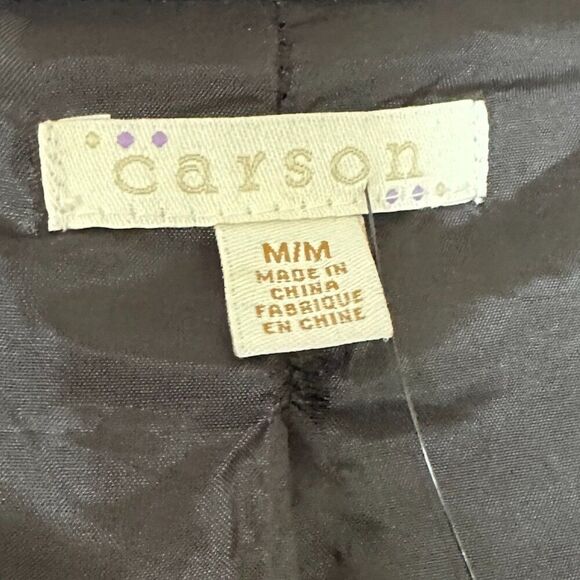 carson
M/M
MADE IN
CHINA
FABRIQUE
EN CHINE